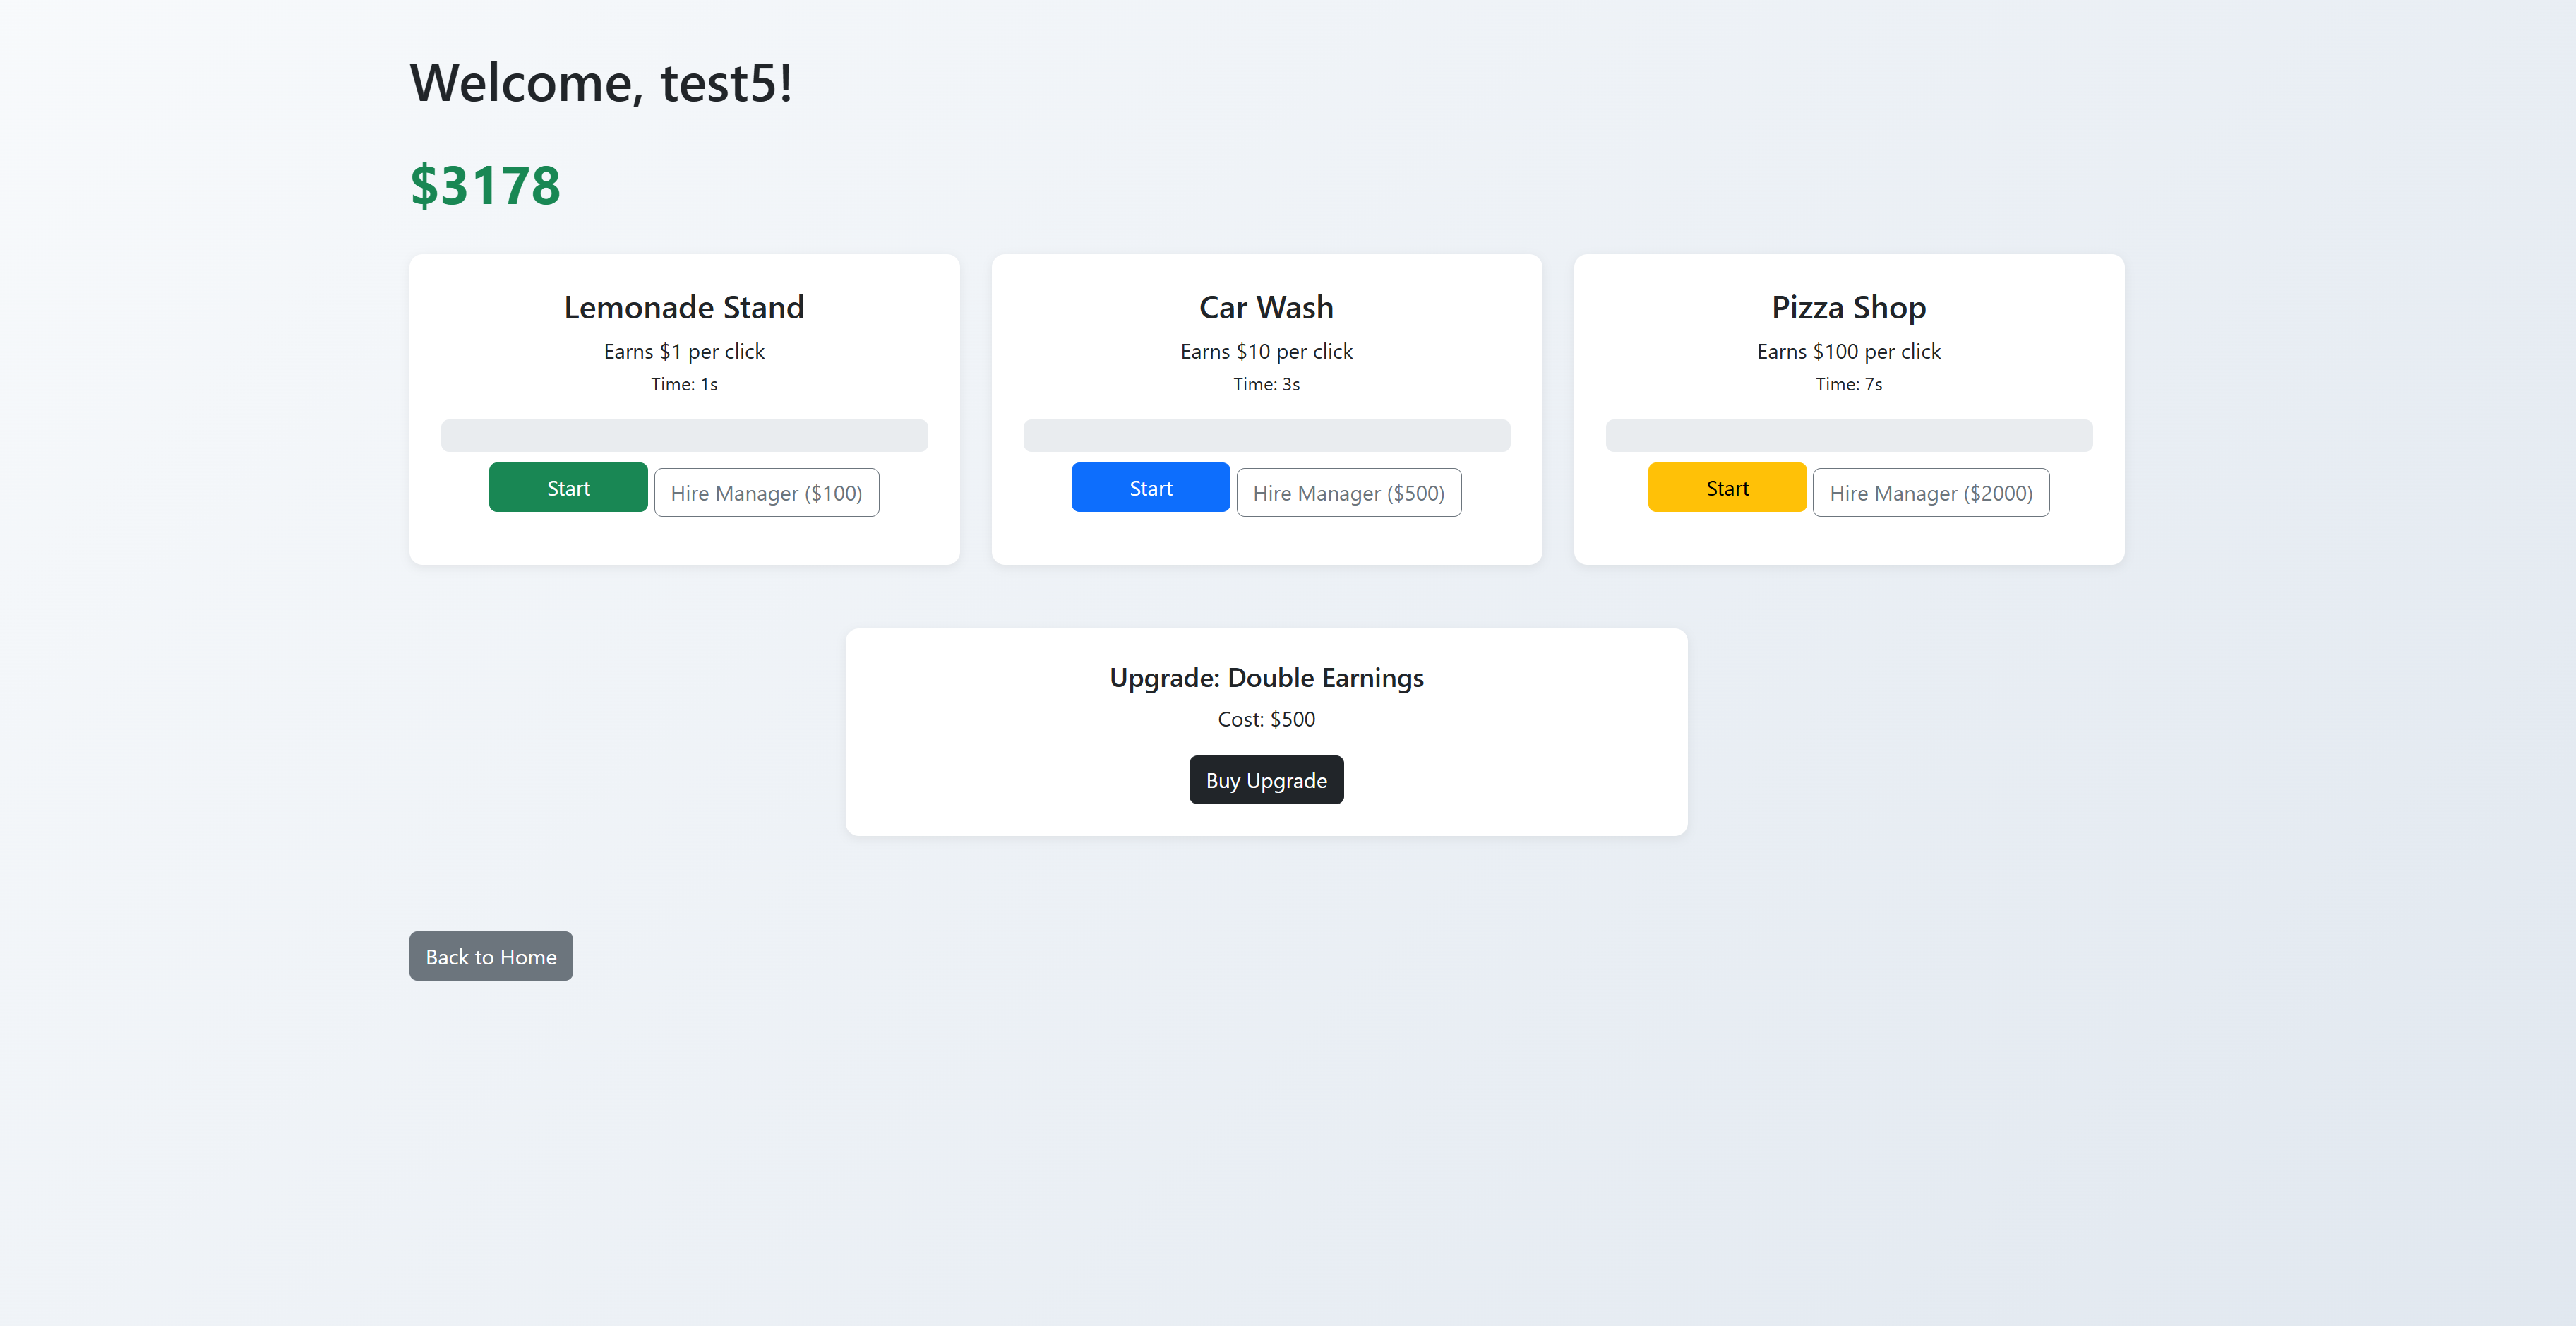 Welcome, test5!
$3178
Lemonade Stand
Earns $1 per click
Time: 1s
Start
Hire Manager ($100)
Car Wash
Earns $10 per click
Time: 3s
Start
Hire Manager ($500)
Pizza Shop
Earns $100 per click
Time: 7s
Start
Hire Manager ($2000)
Upgrade: Double Earnings
Cost: $500
Buy Upgrade
Back to Home